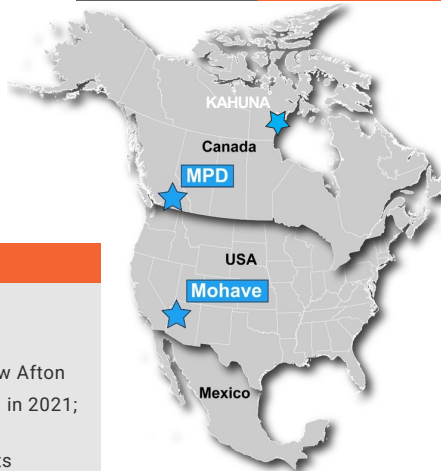 KAHUNA
Canada
MPD
USA
Mohave
Mexico
w Afton
in 2021;
ts